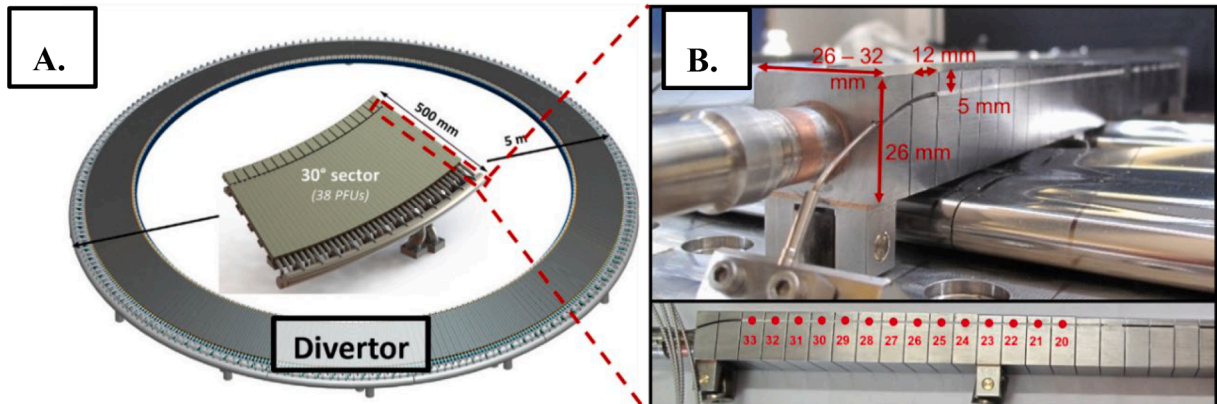 A.
500 mm
5 m
30° sector
(38 PFUs)
Divertor
B.
26 – 32
mm
12 mm
5 mm
26 mm
33 32 31 30 29 28 27 26 25 24 23 22 21 20